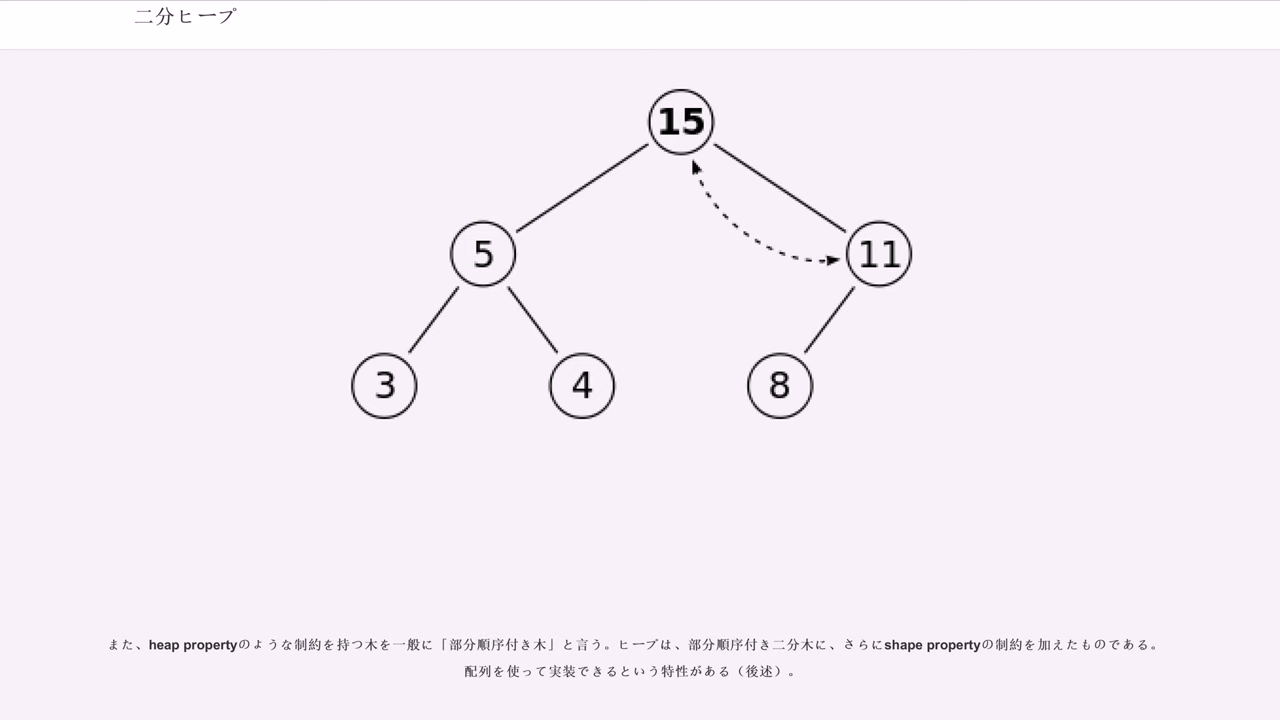 二分ヒープ
15
5
11
3
4
8
また、heap propertyのような制約を持つ木を一般に「部分順序付き木」と言う。ヒープは、部分順序付き二分木に、さらにshape propertyの制約を加えたものである。
配列を使って実装できるという特性がある（後述）。